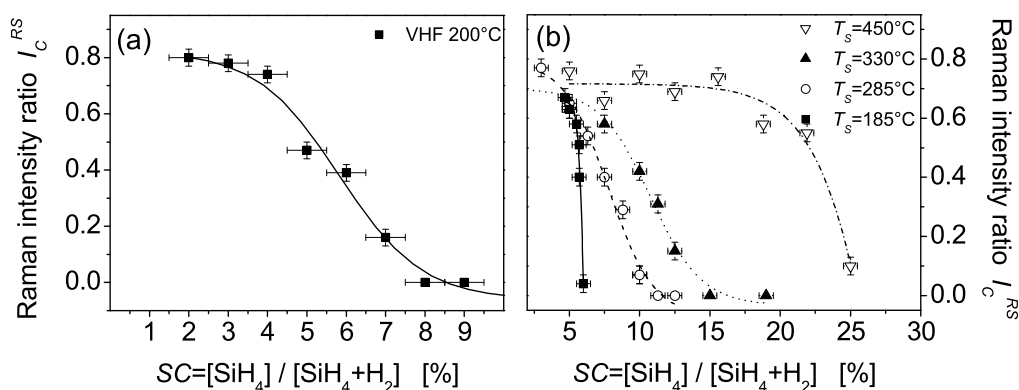 (a)
VHF 200°C
Raman intensity ratio I_C^RS
0.8
0.6
0.4
0.2
0.0
1 2 3 4 5 6 7 8 9
SC=[SiH₄] / [SiH₄+H₂] [%]
(b)
T_S=450°C
T_S=330°C
T_S=285°C
T_S=185°C
0.8
0.6
0.4
0.2
0.0
Raman intensity ratio I_C^RS
5 10 15 20 25 30
SC=[SiH₄] / [SiH₄+H₂] [%]